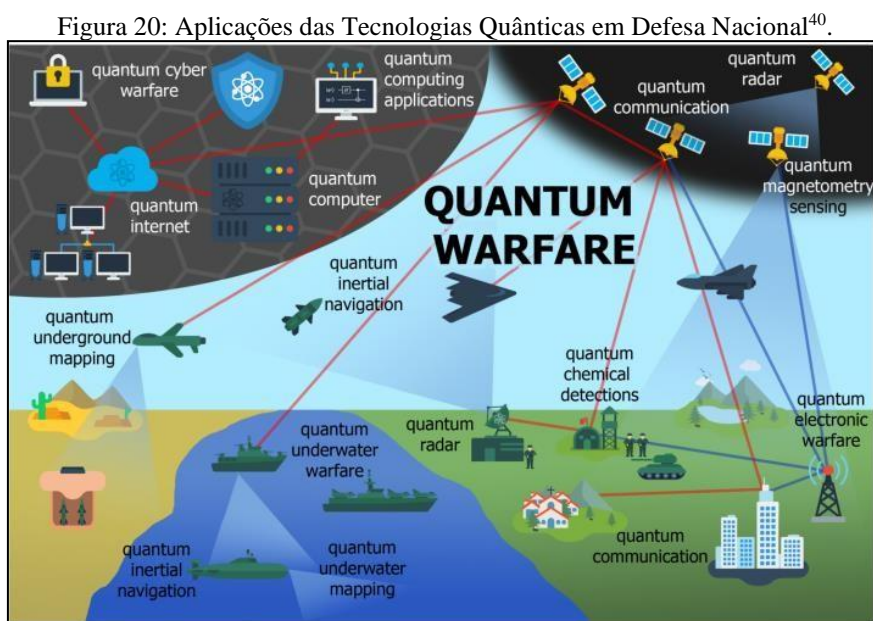 Figura 20: Aplicações das Tecnologias Quânticas em Defesa Nacional⁴⁰.
quantum cyber
warfare
quantum
computing
applications
quantum
internet
quantum
computer
quantum
communication
quantum
radar
quantum
magnetometry
sensing
QUANTUM
WARFARE
quantum
inertial
navigation
quantum
underground
mapping
quantum
chemical
detections
quantum
radar
quantum
electronic
warfare
quantum
underwater
warfare
quantum
inertial
navigation
quantum
underwater
mapping
quantum
communication